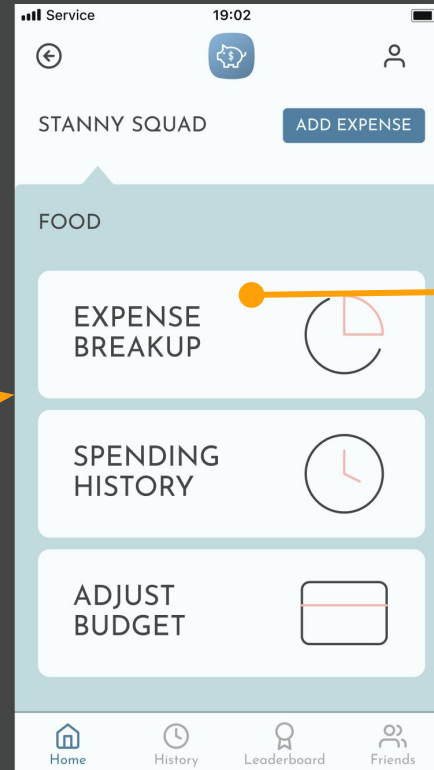 Service 19:02
$
STANNY SQUAD ADD EXPENSE
FOOD
EXPENSE
BREAKUP
SPENDING
HISTORY
ADJUST
BUDGET
Home History Leaderboard Friends